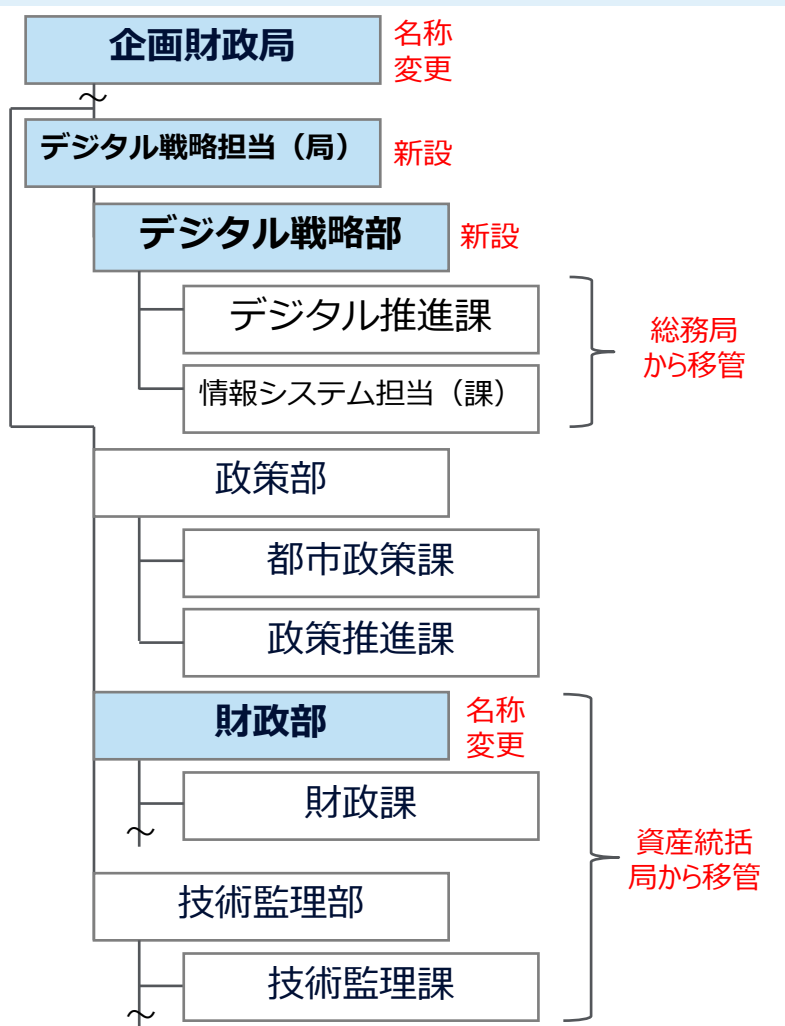 企画財政局
名称
変更
～
デジタル戦略担当（局）
新設
デジタル戦略部
新設
デジタル推進課
情報システム担当（課）
総務局
から移管
政策部
都市政策課
政策推進課
財政部
名称
変更
財政課
～
資産統括
局から移管
技術監理部
技術監理課
～